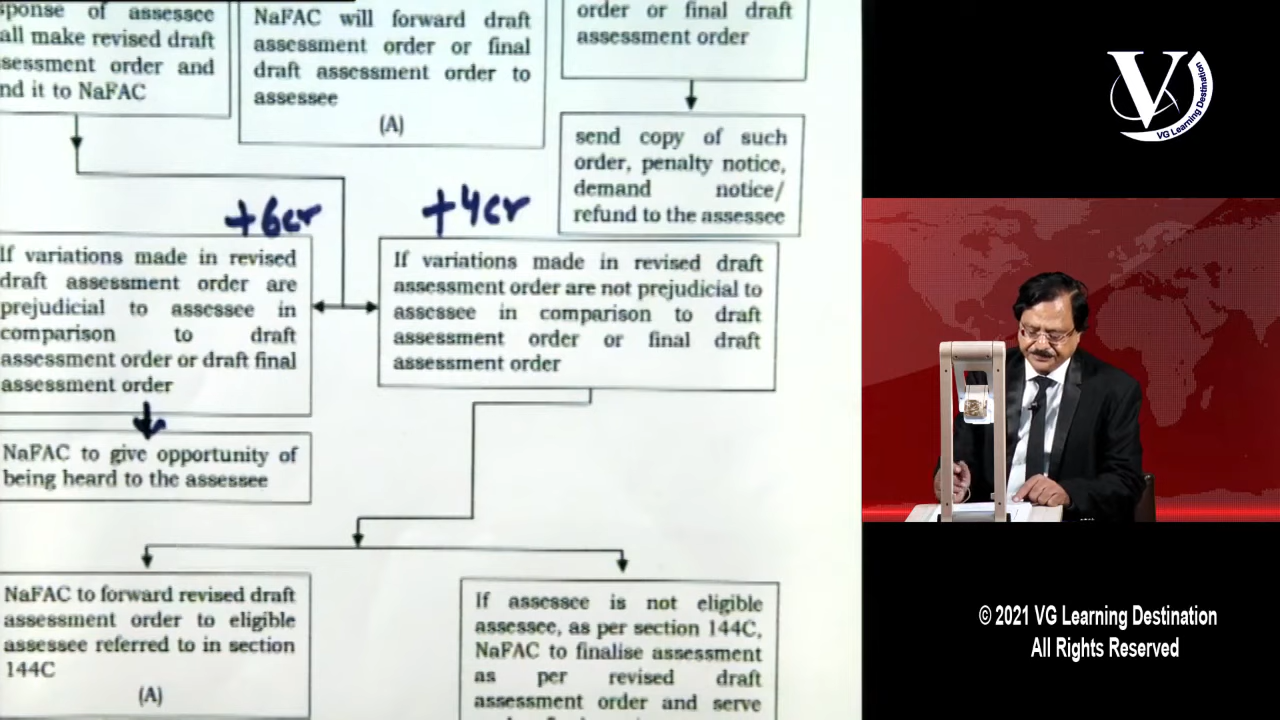 sponse of assessee
all make revised draft
sessment order and
nd it to NaFAC
NaFAC will forward draft
assessment order or final
draft assessment order to
assessee
(A)
order or final draft
assessment order
send copy of such
order, penalty notice,
demand notice/
refund to the assessee
+6cr
+4cr
If variations made in revised
draft assessment order are
prejudicial to assessee in
comparison to draft
assessment order or draft final
assessment order
If variations made in revised draft
assessment order are not prejudicial to
assessee in comparison to draft
assessment order or final draft
assessment order
NaFAC to give opportunity of
being heard to the assessee
NaFAC to forward revised draft
assessment order to eligible
assessee referred to in section
144C
(A)
If assessee is not eligible
assessee, as per section 144C,
NaFAC to finalise assessment
as per revised draft
assessment order and serve
V
VG Learning Destination
© 2021 VG Learning Destination
All Rights Reserved